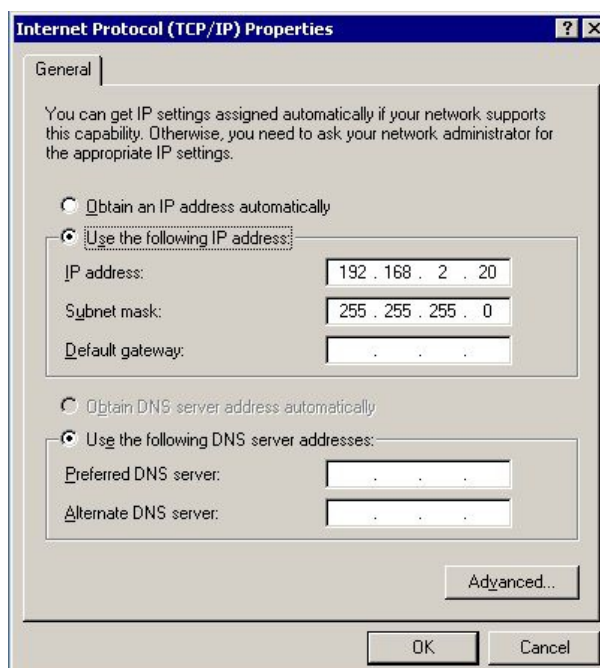 Internet Protocol (TCP/IP) Properties
General
You can get IP settings assigned automatically if your network supports
this capability. Otherwise, you need to ask your network administrator for
the appropriate IP settings.
Obtain an IP address automatically
Use the following IP address:
IP address: 192 . 168 . 2 . 20
Subnet mask: 255 . 255 . 255 . 0
Default gateway: . . .
Obtain DNS server address automatically
Use the following DNS server addresses:
Preferred DNS server: . . .
Alternate DNS server: . . .
Advanced...
OK Cancel